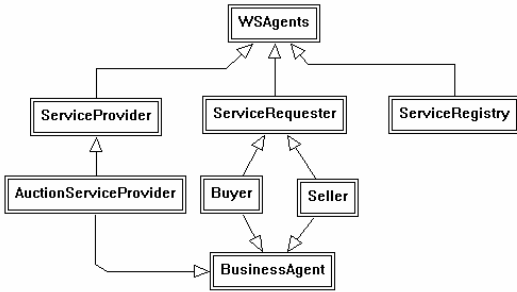 WSAgents
ServiceProvider
ServiceRequester
ServiceRegistry
AuctionServiceProvider
Buyer
Seller
BusinessAgent